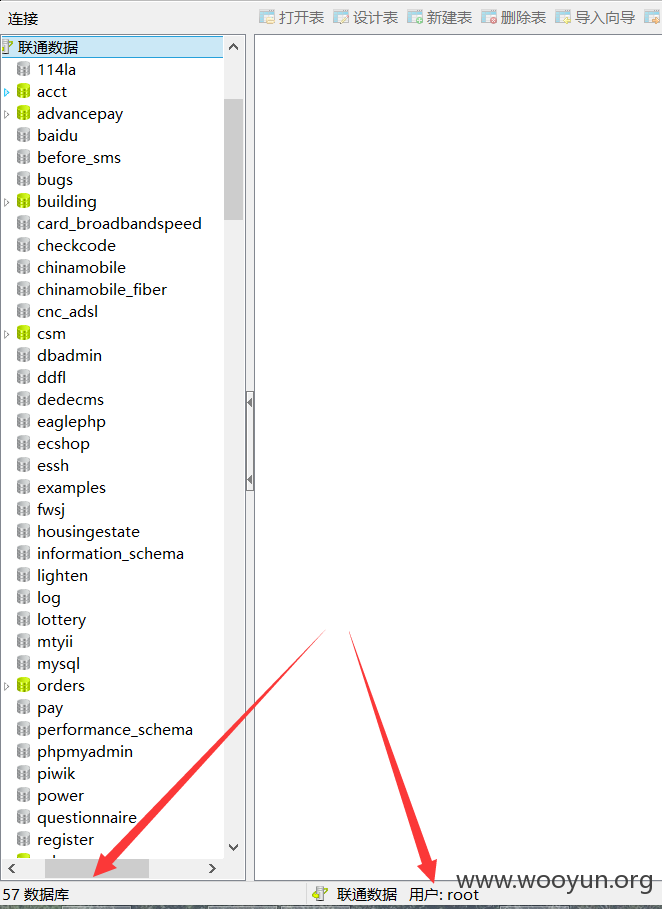 连接
打开表 设计表 新建表 删除表 导入向导
联通数据
114la
acct
advancepay
baidu
before_sms
bugs
building
card_broadbandspeed
checkcode
chinamobile
chinamobile_fiber
cnc_adsl
csm
dbadmin
ddfl
dedecms
eaglephp
ecshop
essh
examples
fwsj
housingestate
information_schema
lighten
log
lottery
mtyii
mysql
orders
pay
performance_schema
phpmyadmin
piwik
power
questionnaire
register
www.wooyun.org
57 数据库 联通数据 用户: root